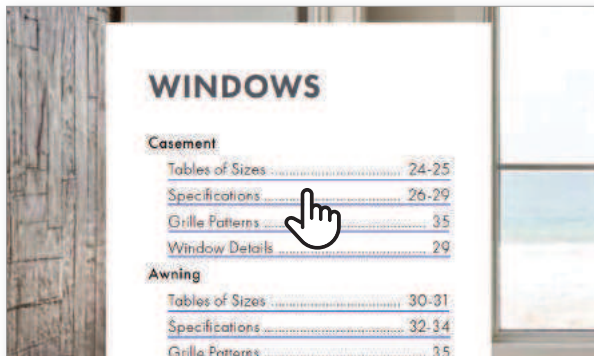 WINDOWS
Casement
Tables of Sizes ........................................ 24-25
Specifications ........................................ 26-29
Grille Patterns ........................................ 35
Window Details ........................................ 29
Awning
Tables of Sizes ........................................ 30-31
Specifications ........................................ 32-34
Grille Patterns ........................................ 35